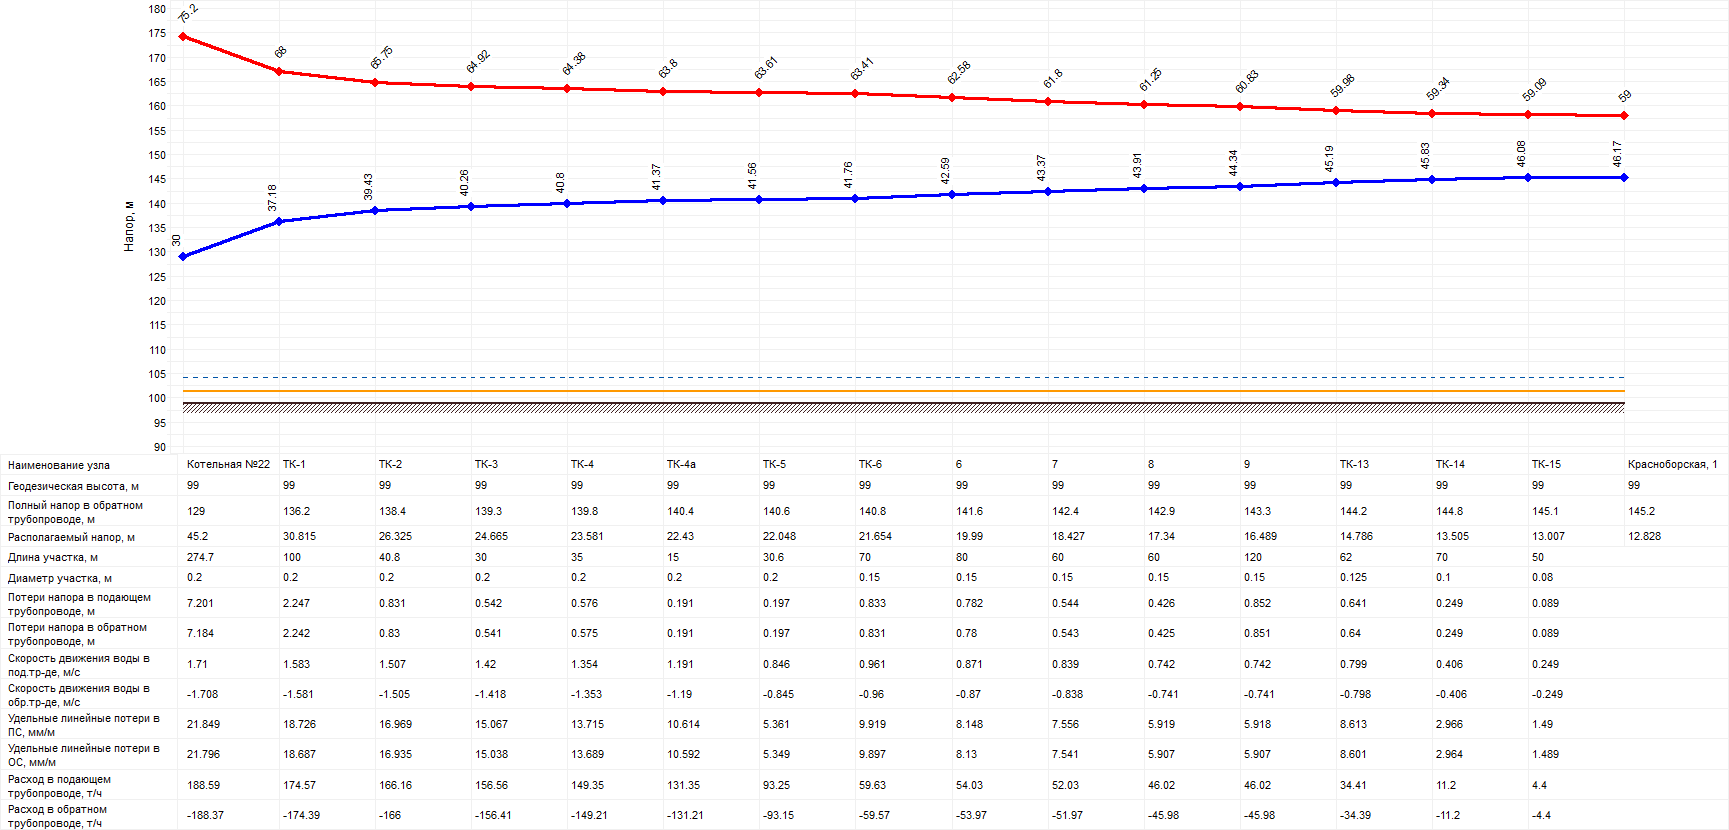 180
175
170
165
160
155
150
145
140
135
130
125
120
115
110
105
100
95
90
Напор, м
75.2 68 65.75 64.92 64.38 63.8 63.61 63.41 62.58 61.8 61.25 60.83 59.98 59.34 59.09 59
30 37.18 39.43 40.26 40.8 41.37 41.56 41.76 42.59 43.37 43.91 44.34 45.19 45.83 46.08 46.17
Наименование узла Котельная №22 ТК-1 ТК-2 ТК-3 ТК-4 ТК-4а ТК-5 ТК-6 6 7 8 9 ТК-13 ТК-14 ТК-15 Красноборская, 1
Геодезическая высота, м 99 99 99 99 99 99 99 99 99 99 99 99 99 99 99 99
Полный напор в обратном
трубопроводе, м 129 136.2 138.4 139.3 139.8 140.4 140.6 140.8 141.6 142.4 142.9 143.3 144.2 144.8 145.1 145.2
Располагаемый напор, м 45.2 30.815 26.325 24.665 23.581 22.43 22.048 21.654 19.99 18.427 17.34 16.489 14.786 13.505 13.007 12.828
Длина участка, м 274.7 100 40.8 30 35 15 30.6 70 80 60 60 120 62 70 50
Диаметр участка, м 0.2 0.2 0.2 0.2 0.2 0.2 0.2 0.15 0.15 0.15 0.15 0.15 0.125 0.1 0.08
Потери напора в подающем
трубопроводе, м 7.201 2.247 0.831 0.542 0.576 0.191 0.197 0.833 0.782 0.544 0.426 0.852 0.641 0.249 0.089
Потери напора в обратном
трубопроводе, м 7.184 2.242 0.83 0.541 0.575 0.191 0.197 0.831 0.78 0.543 0.425 0.851 0.64 0.249 0.089
Скорость движения воды в
под.тр-де, м/с 1.71 1.583 1.507 1.42 1.354 1.191 0.846 0.961 0.871 0.839 0.742 0.742 0.799 0.406 0.249
Скорость движения воды в
обр.тр-де, м/с -1.708 -1.581 -1.505 -1.418 -1.353 -1.19 -0.845 -0.96 -0.87 -0.838 -0.741 -0.741 -0.798 -0.406 -0.249
Удельные линейные потери в
ПС, мм/м 21.849 18.726 16.969 15.067 13.715 10.614 5.361 9.919 8.148 7.556 5.919 5.918 8.613 2.966 1.49
Удельные линейные потери в
ОС, мм/м 21.796 18.687 16.935 15.038 13.689 10.592 5.349 9.897 8.13 7.541 5.907 5.907 8.601 2.964 1.489
Расход в подающем
трубопроводе, т/ч 188.59 174.57 166.16 156.56 149.35 131.35 93.25 59.63 54.03 52.03 46.02 46.02 34.41 11.2 4.4
Расход в обратном
трубопроводе, т/ч -188.37 -174.39 -166 -156.41 -149.21 -131.21 -93.15 -59.57 -53.97 -51.97 -45.98 -45.98 -34.39 -11.2 -4.4